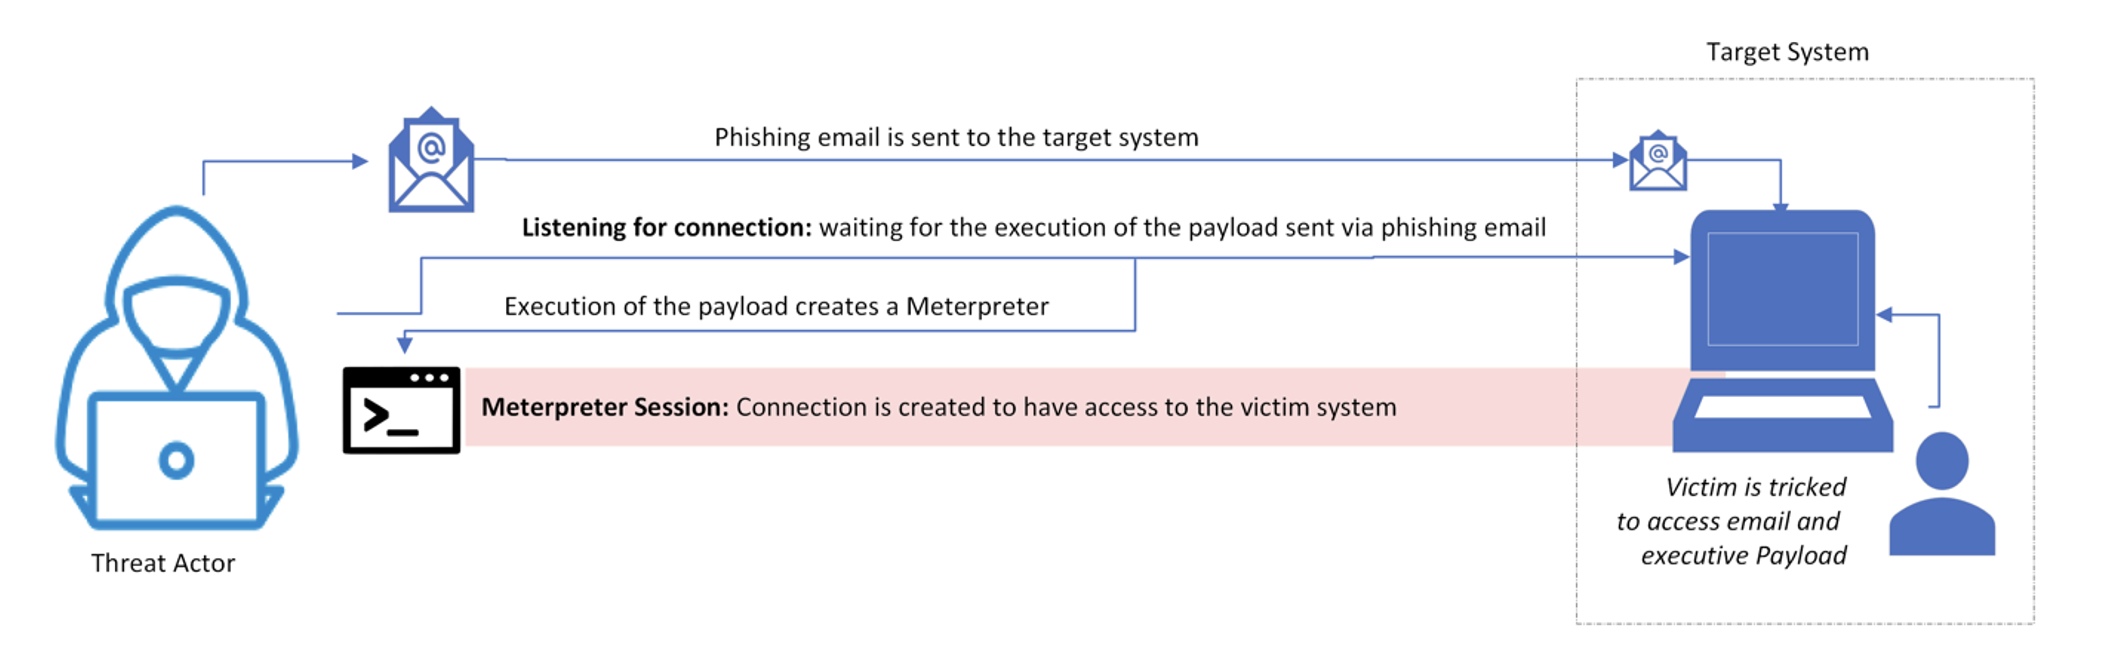 Target System
Phishing email is sent to the target system
Listening for connection: waiting for the execution of the payload sent via phishing email
Execution of the payload creates a Meterpreter
Meterpreter Session: Connection is created to have access to the victim system
Victim is tricked
to access email and
executive Payload
Threat Actor